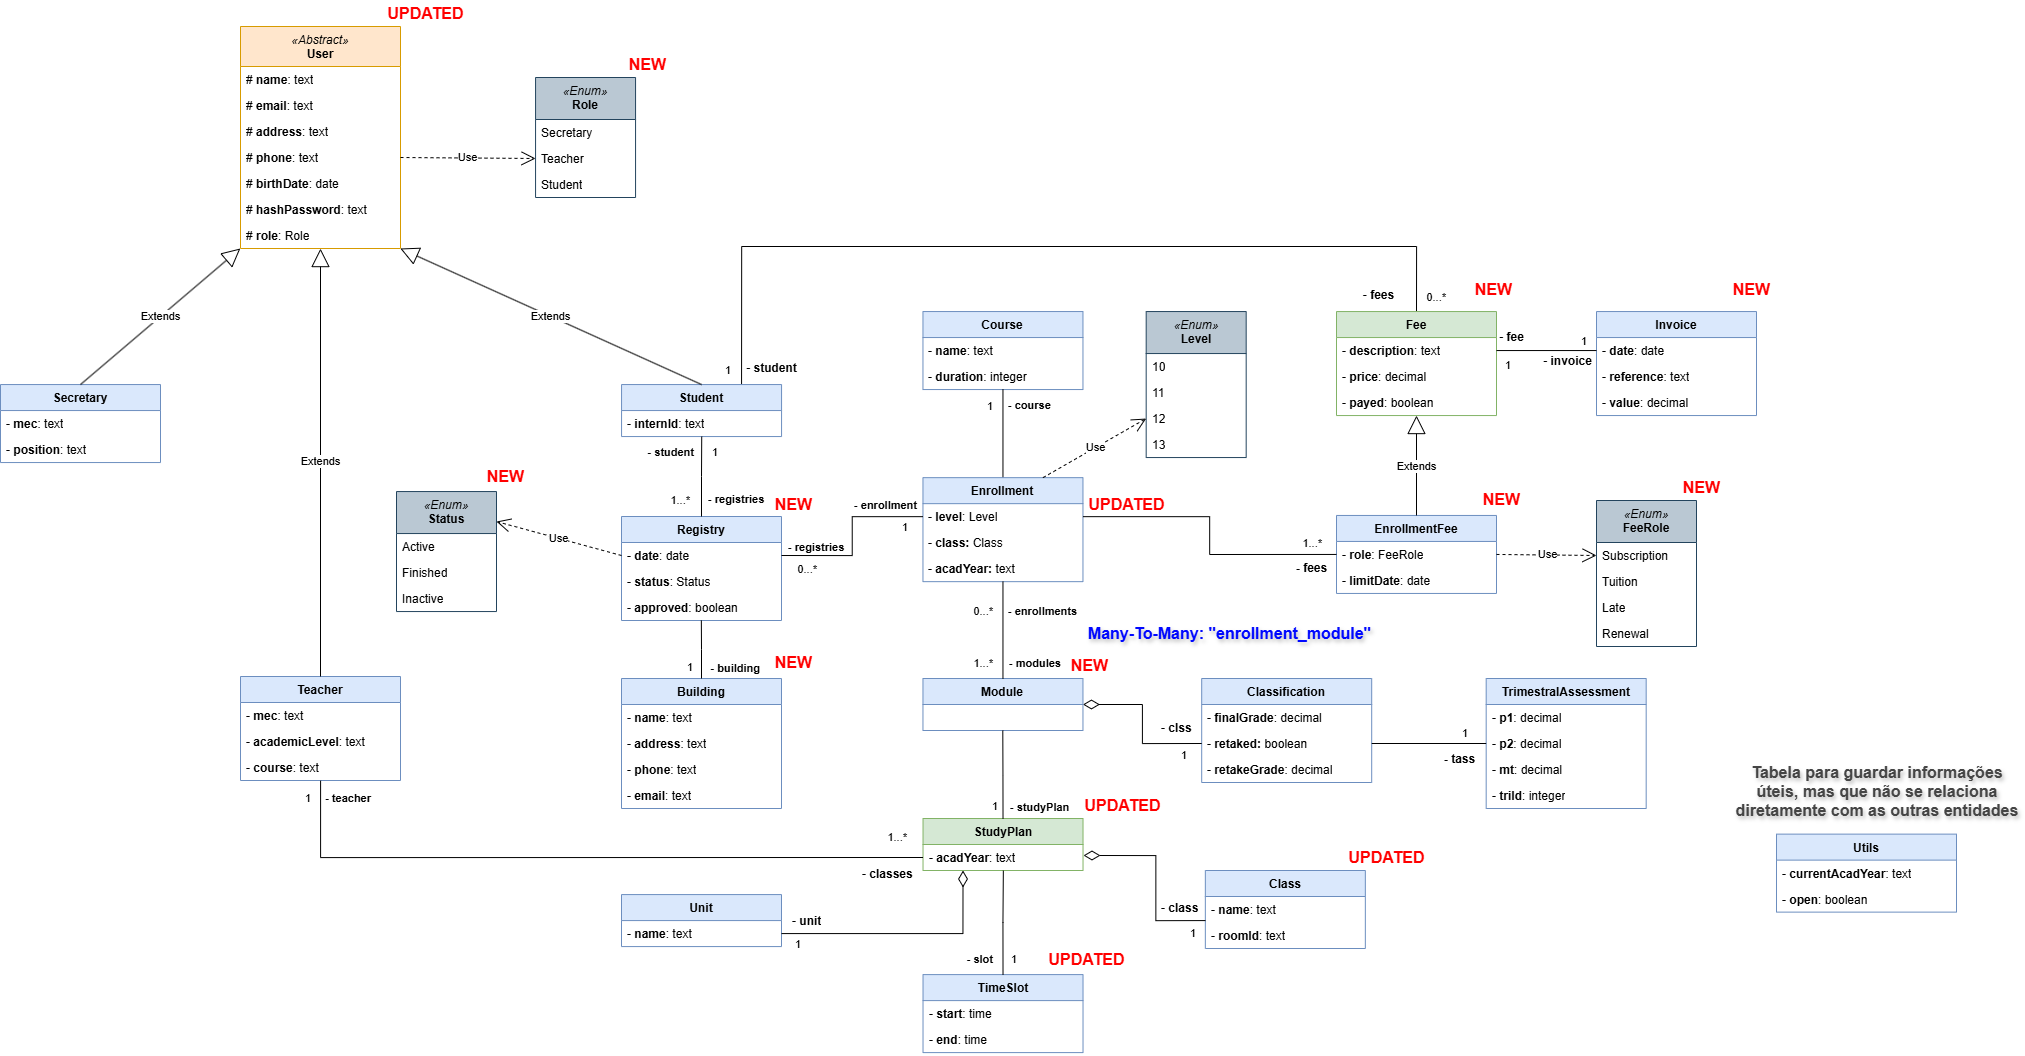 UPDATED
«Abstract»
User
# name: text
# email: text
# address: text
# phone: text
# birthDate: date
# hashPassword: text
# role: Role
Use
NEW
«Enum»
Role
Secretary
Teacher
Student
Extends
Extends
Extends
Secretary
- mec: text
- position: text
Student
- internId: text
1
- student
- fees
0...*
NEW
Fee
- description: text
- price: decimal
- payed: boolean
- fee
1
1
- invoice
NEW
Invoice
- date: date
- reference: text
- value: decimal
Course
- name: text
- duration: integer
1
- course
«Enum»
Level
10
11
12
13
Use
- student
1
1...*
- registries
NEW
Registry
- date: date
- status: Status
- approved: boolean
NEW
«Enum»
Status
Active
Finished
Inactive
Use
- enrollment
1
- registries
0...*
Enrollment
- level: Level
- class: Class
- acadYear: text
UPDATED
Extends
1...*
- fees
NEW
EnrollmentFee
- role: FeeRole
- limitDate: date
Use
NEW
«Enum»
FeeRole
Subscription
Tuition
Late
Renewal
1
- building
NEW
Building
- name: text
- address: text
- phone: text
- email: text
0...*
- enrollments
Many-To-Many: "enrollment_module"
1...*
- modules
NEW
Module
- clss
1
Classification
- finalGrade: decimal
- retaked: boolean
- retakeGrade: decimal
1
- tass
TrimestralAssessment
- p1: decimal
- p2: decimal
- mt: decimal
- triId: integer
Teacher
- mec: text
- academicLevel: text
- course: text
1
- teacher
1...*
- classes
1
- studyPlan
UPDATED
StudyPlan
- acadYear: text
Unit
- name: text
- unit
1
- class
1
UPDATED
Class
- name: text
- roomId: text
- slot
1
UPDATED
TimeSlot
- start: time
- end: time
Tabela para guardar informações
úteis, mas que não se relaciona
diretamente com as outras entidades
Utils
- currentAcadYear: text
- open: boolean